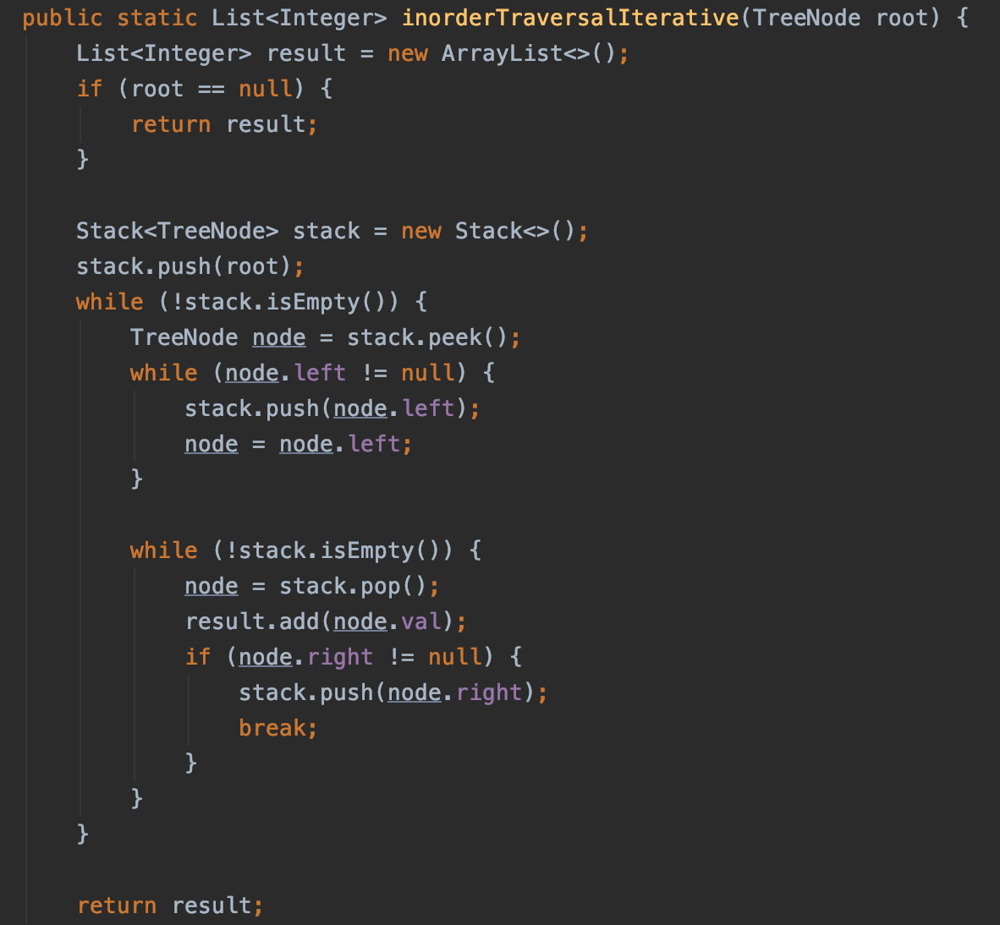 public static List<Integer> inorderTraversalIterative(TreeNode root) {
    List<Integer> result = new ArrayList<>();
    if (root == null) {
        return result;
    }

    Stack<TreeNode> stack = new Stack<>();
    stack.push(root);
    while (!stack.isEmpty()) {
        TreeNode node = stack.peek();
        while (node.left != null) {
            stack.push(node.left);
            node = node.left;
        }

        while (!stack.isEmpty()) {
            node = stack.pop();
            result.add(node.val);
            if (node.right != null) {
                stack.push(node.right);
                break;
            }
        }
    }

    return result;